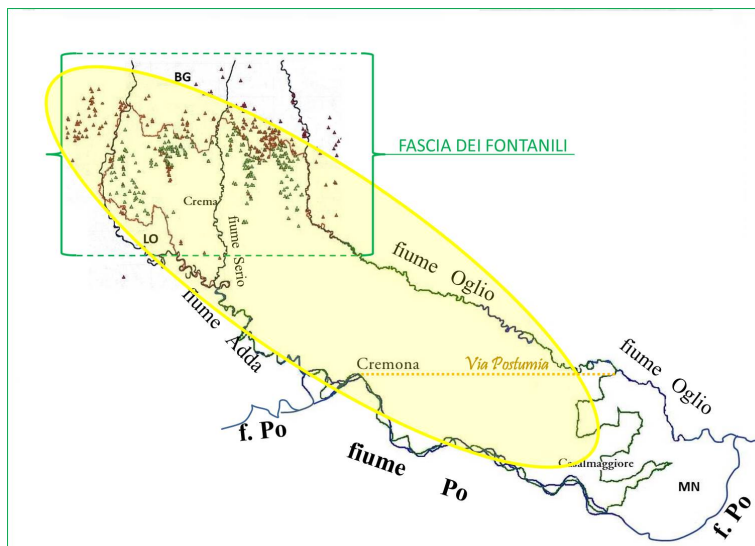 BG
FASCIA DEI FONTANILI
Crema
fiume Serio
LO
fiume Oglio
fiume Adda
Cremona
Via Postumia
fiume Oglio
f. Po
fiume Po
Casalmaggiore
MN
f. Po